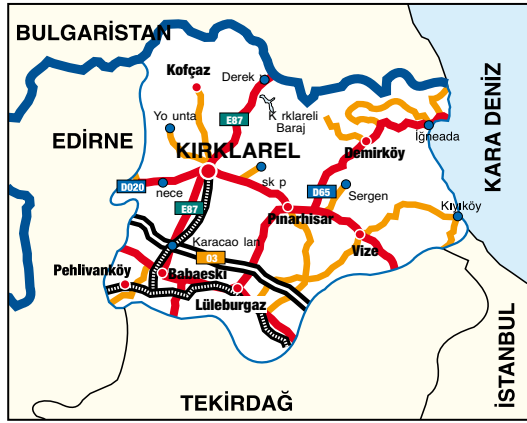 BULGARİSTAN
Kofçaz
Derek
Yo unta
E87
K rklareli
Baraj
KARA DENİZ
EDİRNE
KIRKLAREL
Demirköy
İğneada
D020
nece
sk p
D65
Sergen
E87
Pınarhisar
Kıyıköy
Karacao lan
03
Vize
Pehlivanköy
Babaeski
Lüleburgaz
TEKİRDAĞ
İSTANBUL